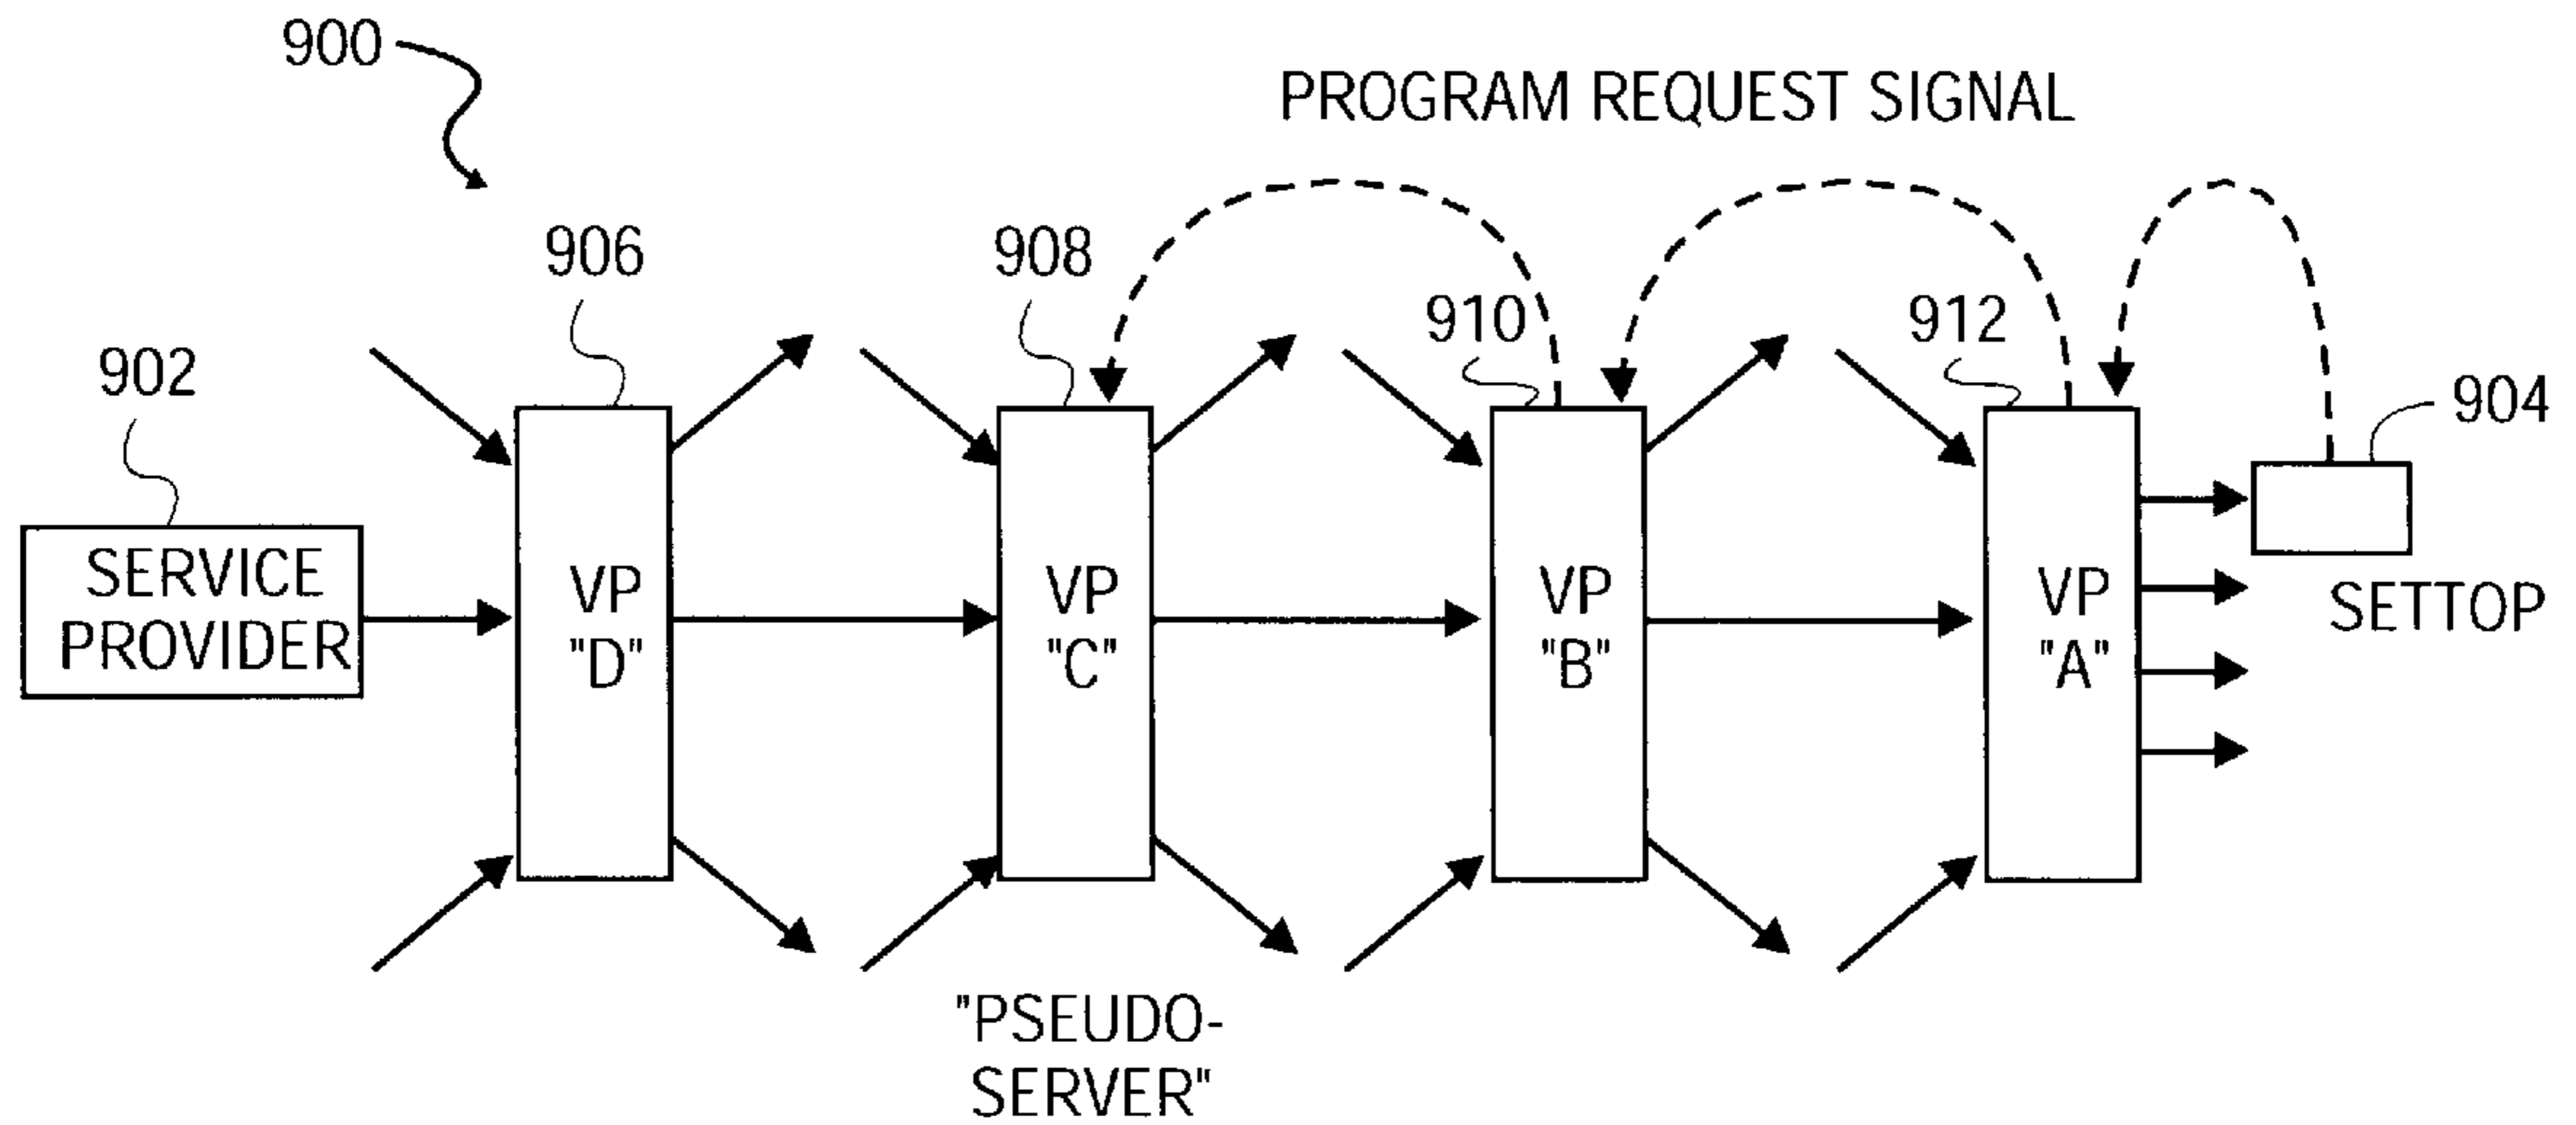 900
PROGRAM REQUEST SIGNAL
906
908
910
912
902
904
SERVICE
PROVIDER
VP
"D"
VP
"C"
VP
"B"
VP
"A"
SETTOP
"PSEUDO-
SERVER"